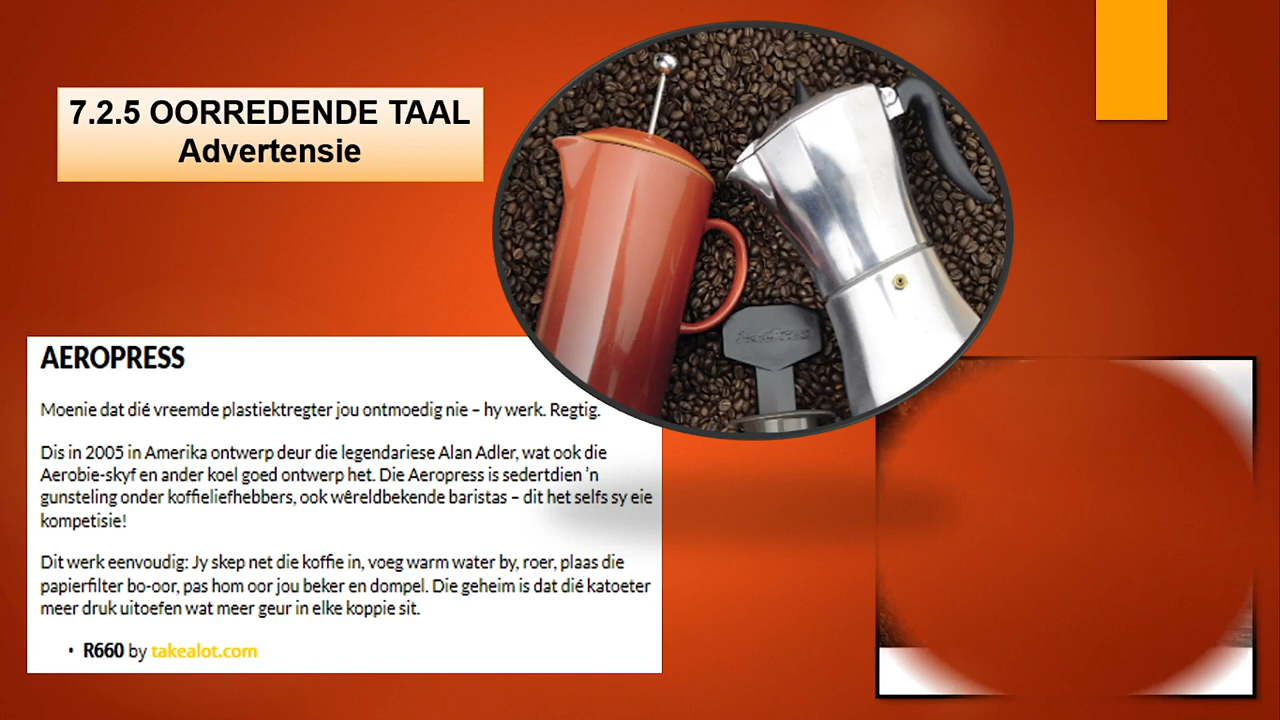 7.2.5 OORREDENDE TAAL
Advertensie
AEROPRESS
Moenie dat dié vreemde plastiektregter jou ontmoedig nie – hy werk. Regtig.
Dis in 2005 in Amerika ontwerp deur die legendariese Alan Adler, wat ook die
Aerobie-skyf en ander koel goed ontwerp het. Die Aeropress is sedertdien 'n
gunsteling onder koffieliefhebbers, ook wêreldbekende baristas – dit het selfs sy eie
kompetisie!
Dit werk eenvoudig: Jy skep net die koffie in, voeg warm water by, roer, plaas die
papierfilter bo-oor, pas hom oor jou beker en dompel. Die geheim is dat dié katoeter
meer druk uitoefen wat meer geur in elke koppie sit.
• R660 by takealot.com